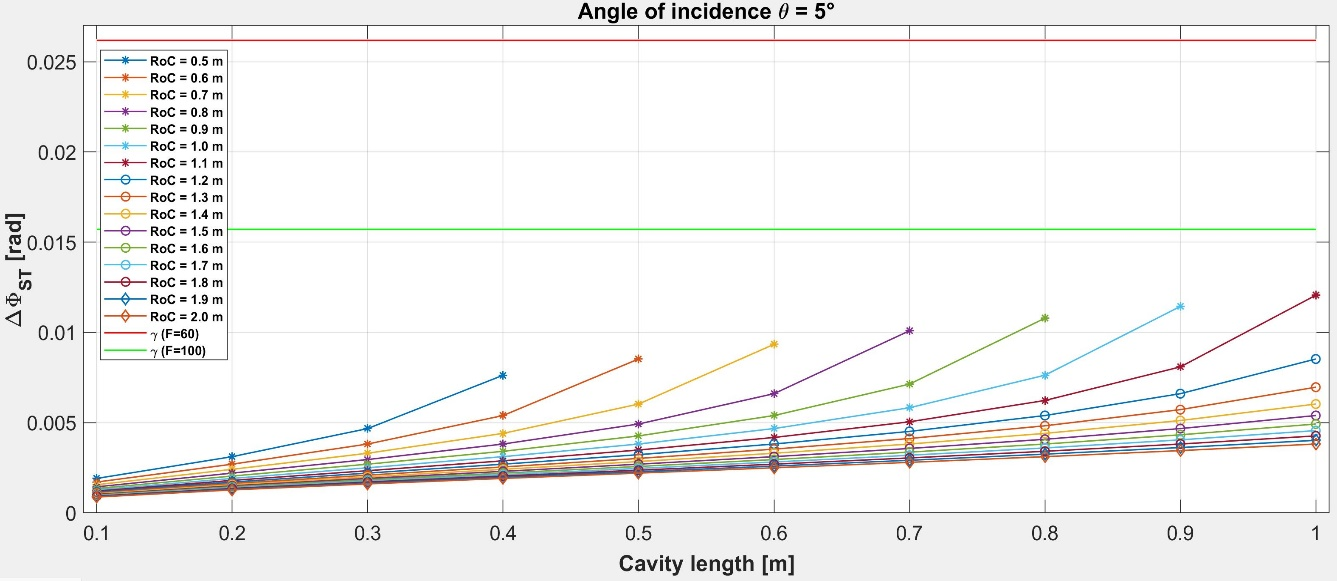 Angle of incidence θ = 5°
ΔΦST [rad]
0.025
0.02
0.015
0.01
0.005
0
RoC = 0.5 m
RoC = 0.6 m
RoC = 0.7 m
RoC = 0.8 m
RoC = 0.9 m
RoC = 1.0 m
RoC = 1.1 m
RoC = 1.2 m
RoC = 1.3 m
RoC = 1.4 m
RoC = 1.5 m
RoC = 1.6 m
RoC = 1.7 m
RoC = 1.8 m
RoC = 1.9 m
RoC = 2.0 m
γ (F=60)
γ (F=100)
0.1 0.2 0.3 0.4 0.5 0.6 0.7 0.8 0.9 1
Cavity length [m]